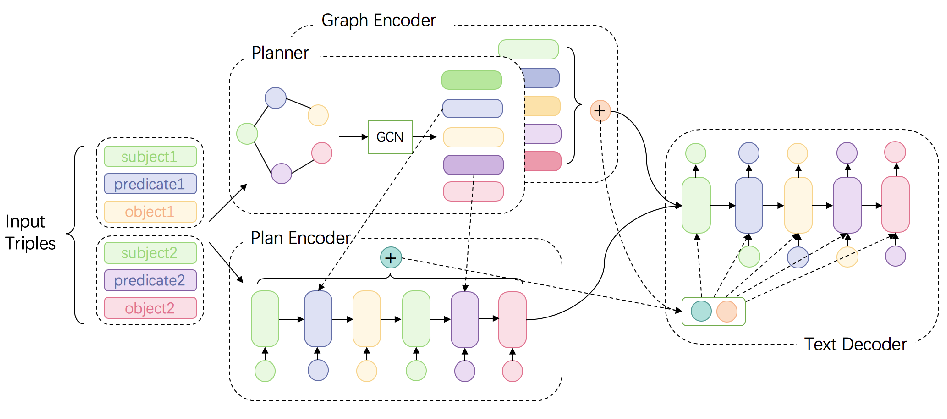 Graph Encoder
Planner
GCN
+
subject1
predicate1
object1
Input
Triples
subject2
predicate2
object2
Plan Encoder
+
Text Decoder